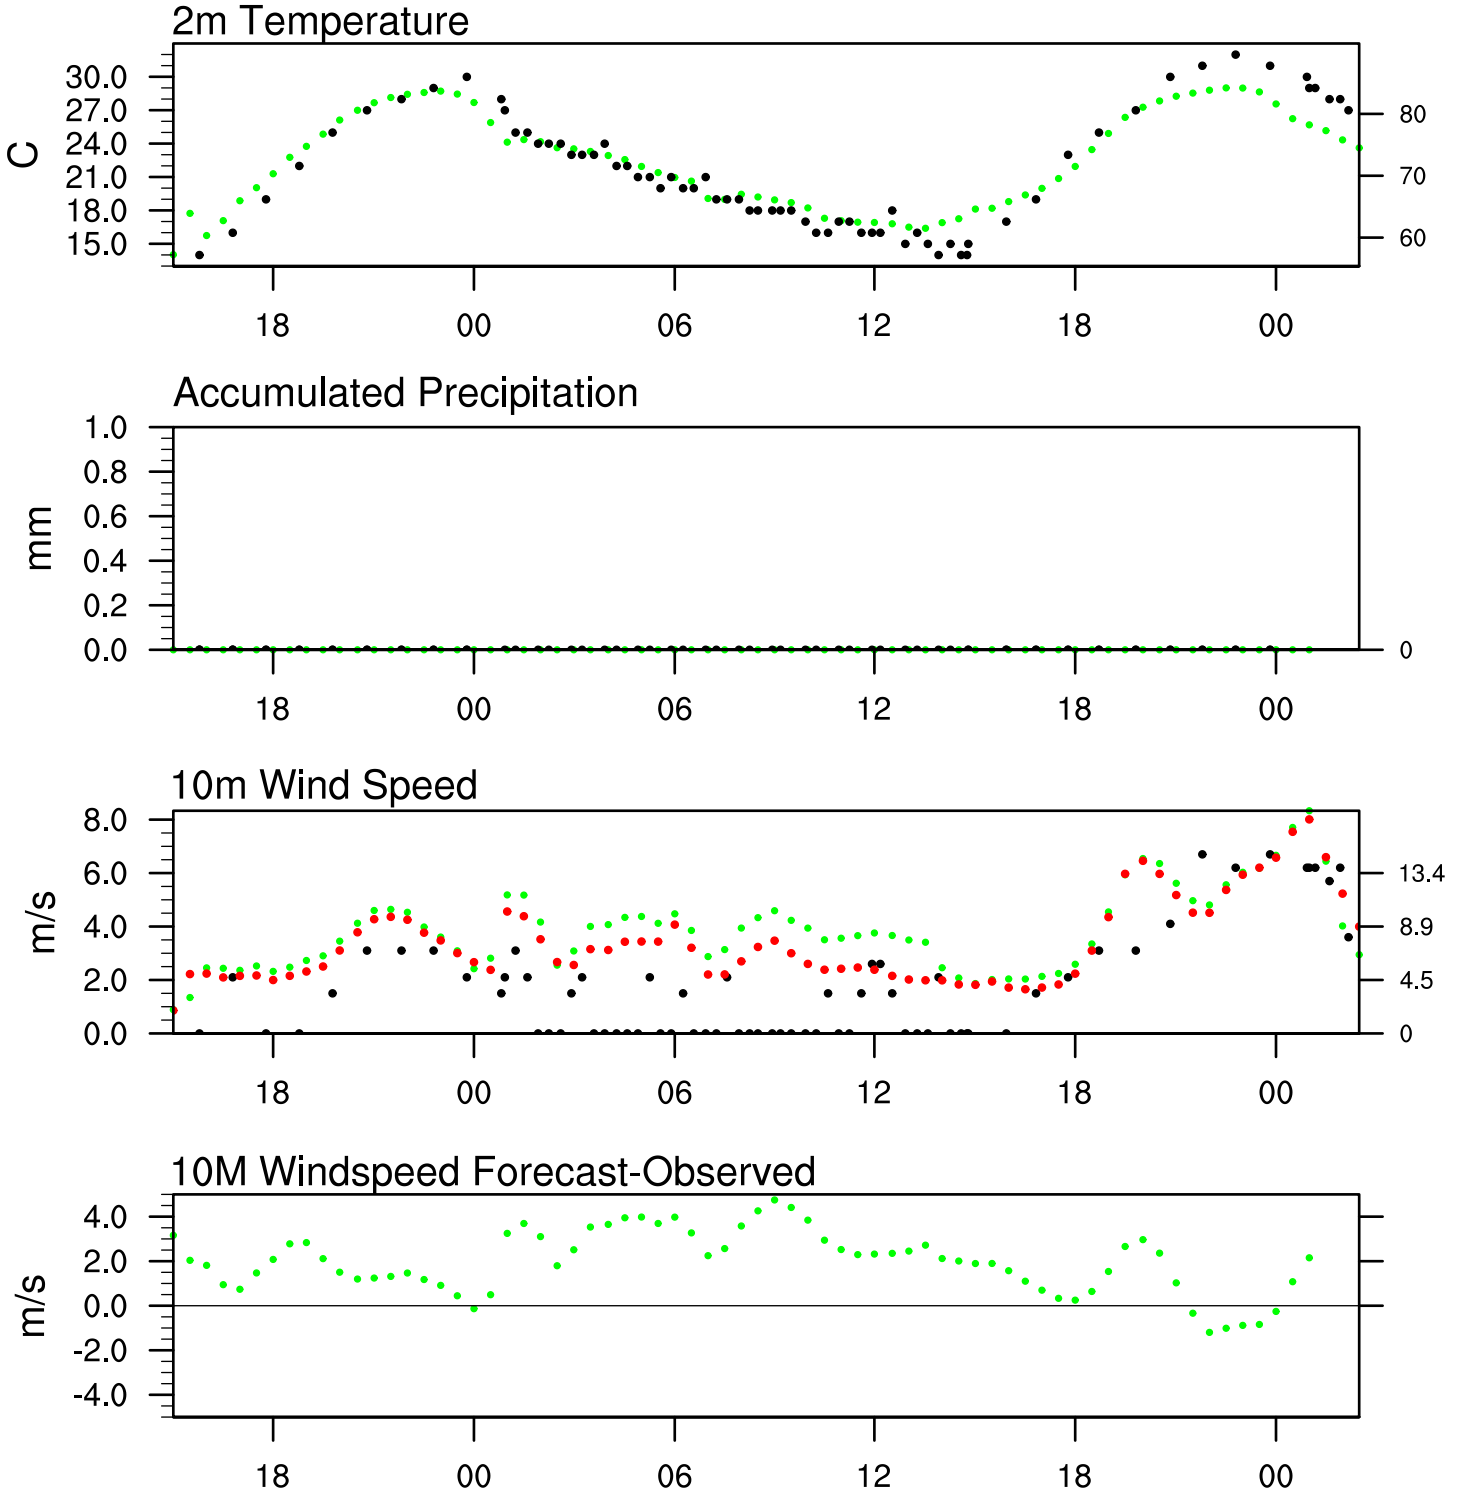 2m Temperature
30.0
27.0
24.0
21.0
18.0
15.0
C
80
70
60
18 00 06 12 18 00
Accumulated Precipitation
1.0
0.8
0.6
0.4
0.2
0.0
mm
0
18 00 06 12 18 00
10m Wind Speed
8.0
6.0
4.0
2.0
0.0
m/s
13.4
8.9
4.5
0
18 00 06 12 18 00
10M Windspeed Forecast-Observed
4.0
2.0
0.0
-2.0
-4.0
m/s
18 00 06 12 18 00